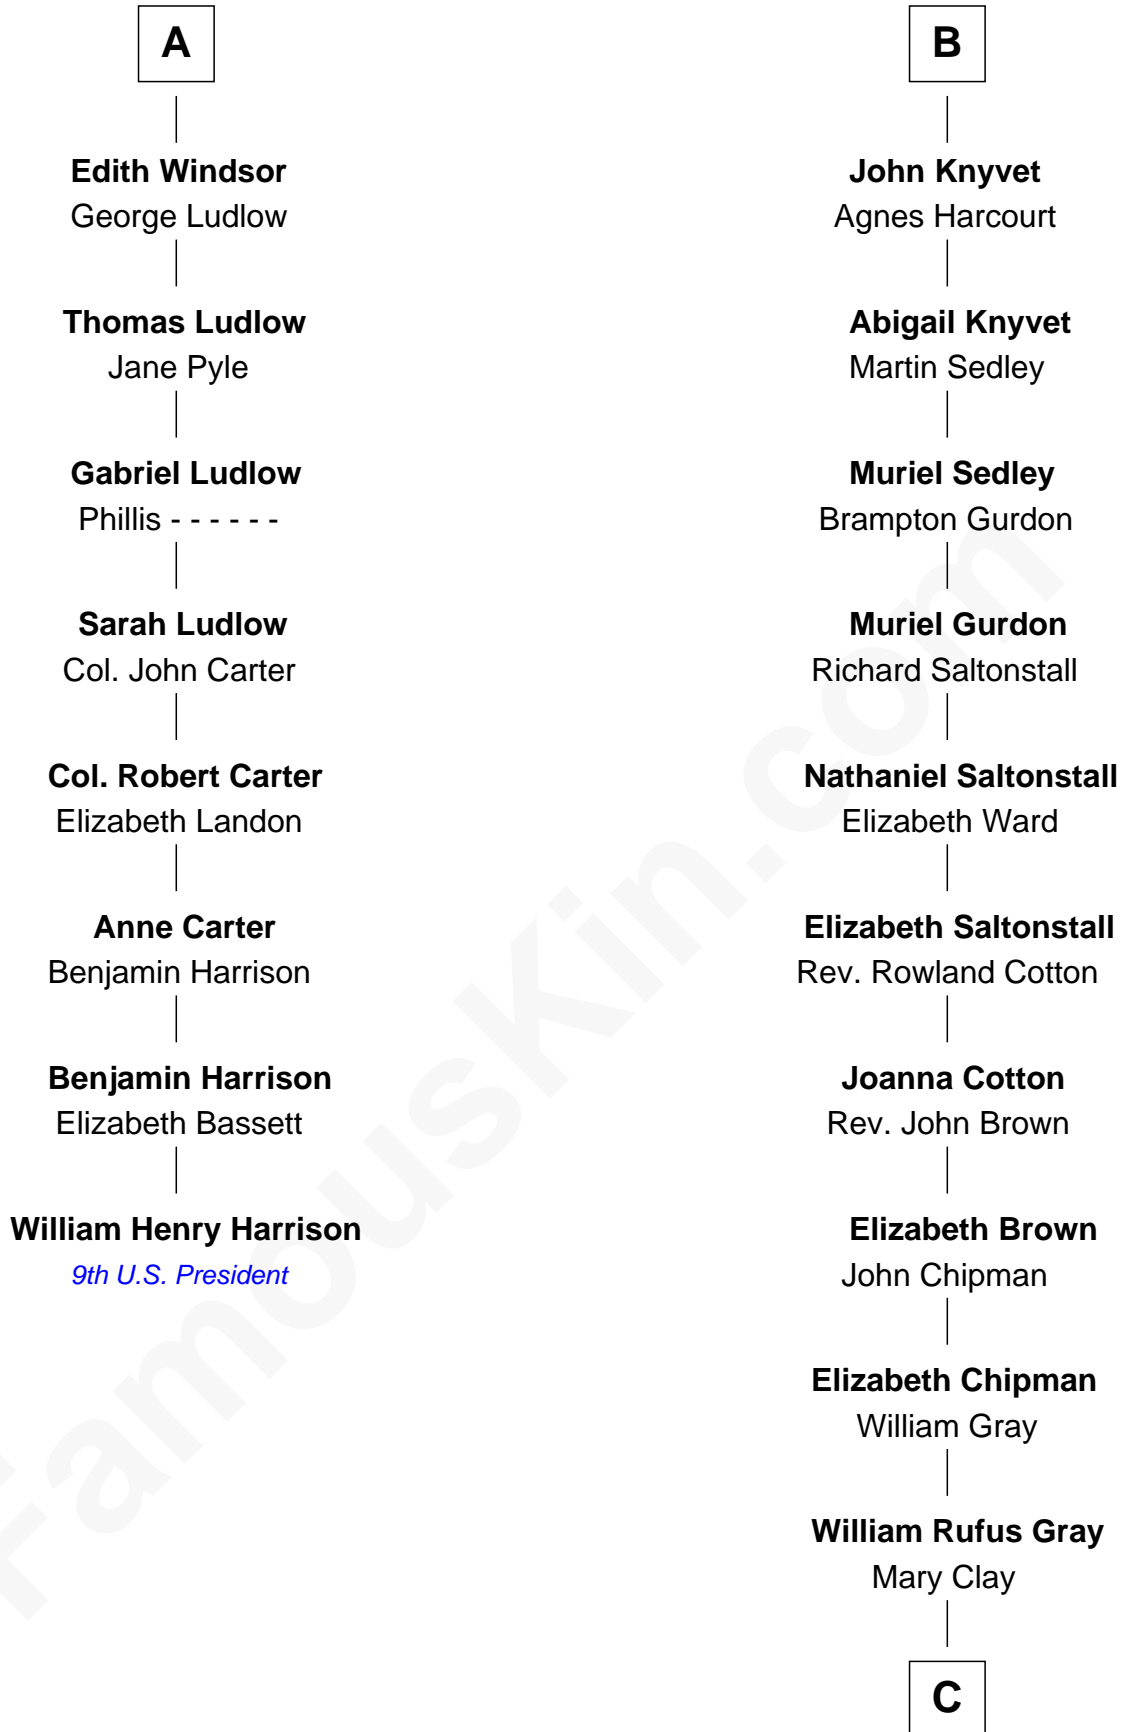 A
Edith Windsor
George Ludlow
Thomas Ludlow
Jane Pyle
Gabriel Ludlow
Phillis - - - - - -
Sarah Ludlow
Col. John Carter
Col. Robert Carter
Elizabeth Landon
Anne Carter
Benjamin Harrison
Benjamin Harrison
Elizabeth Bassett
William Henry Harrison
9th U.S. President
B
John Knyvet
Agnes Harcourt
Abigail Knyvet
Martin Sedley
Muriel Sedley
Brampton Gurdon
Muriel Gurdon
Richard Saltonstall
Nathaniel Saltonstall
Elizabeth Ward
Elizabeth Saltonstall
Rev. Rowland Cotton
Joanna Cotton
Rev. John Brown
Elizabeth Brown
John Chipman
Elizabeth Chipman
William Gray
William Rufus Gray
Mary Clay
C
FamousKin.com